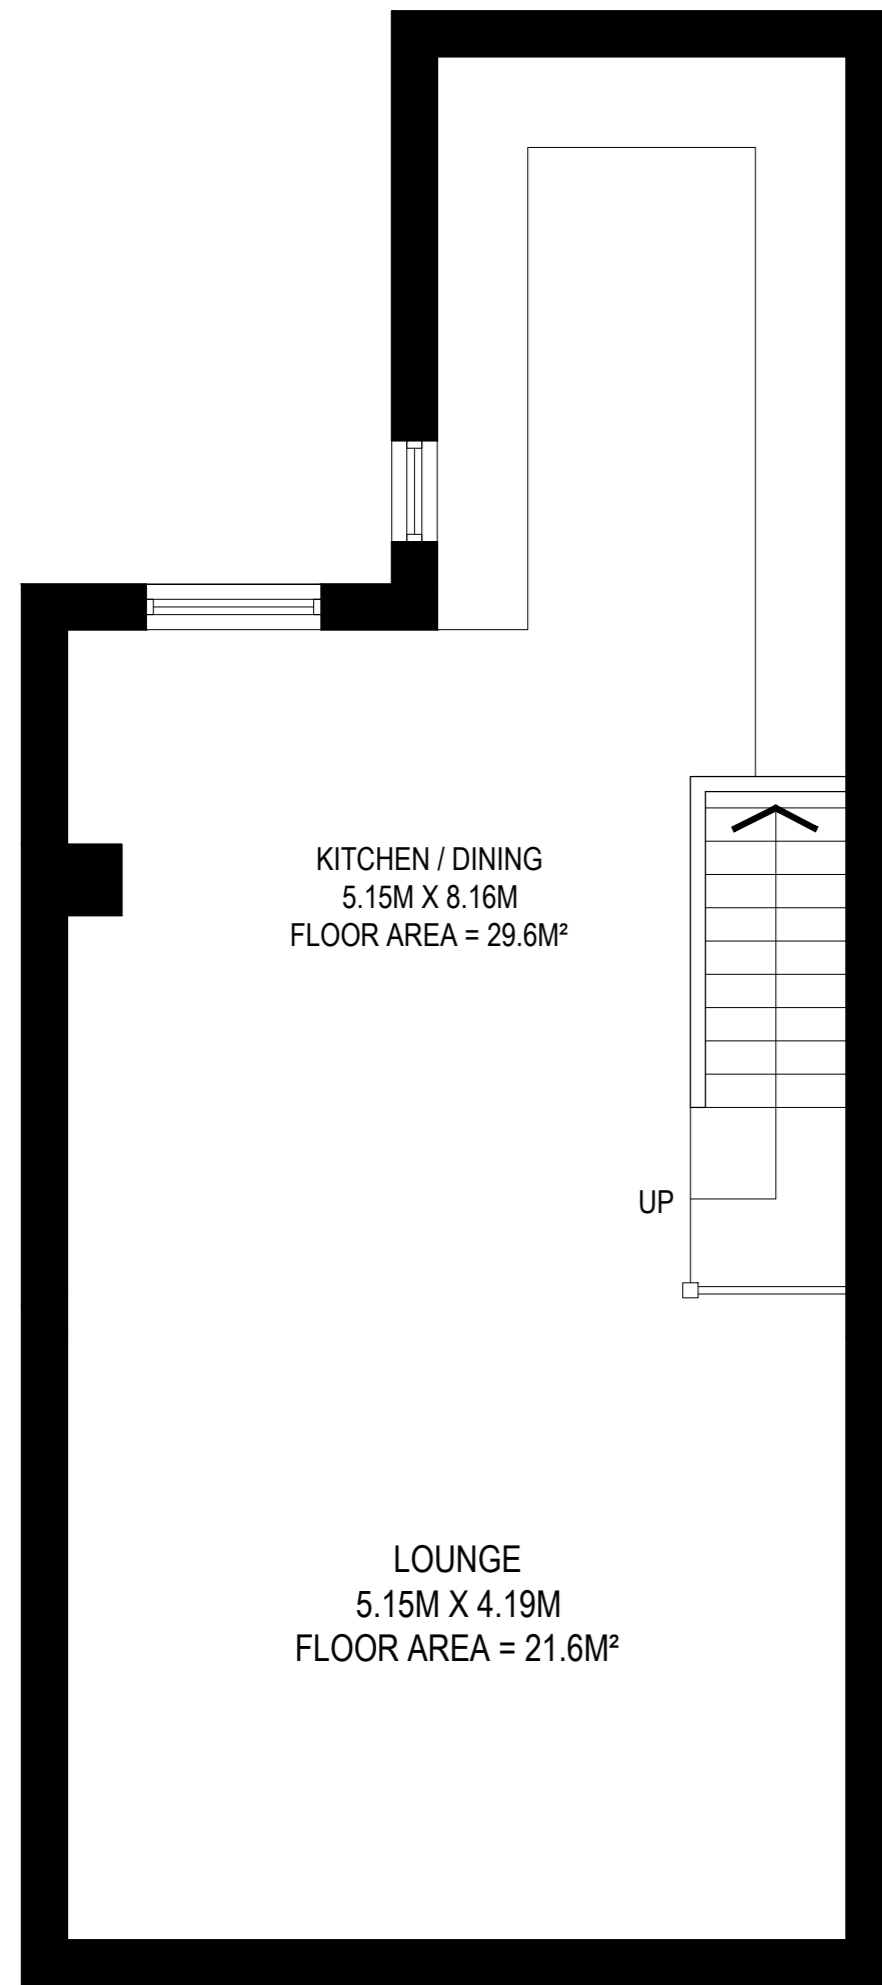 KITCHEN / DINING
5.15M X 8.16M
FLOOR AREA = 29.6M²
UP
LOUNGE
5.15M X 4.19M
FLOOR AREA = 21.6M²